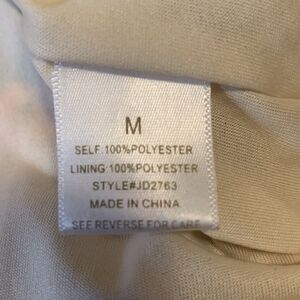 M
SELF:100%POLYESTER
LINING:100%POLYESTER
STYLE#JD2763
MADE IN CHINA
SEE REVERSE FOR CARE